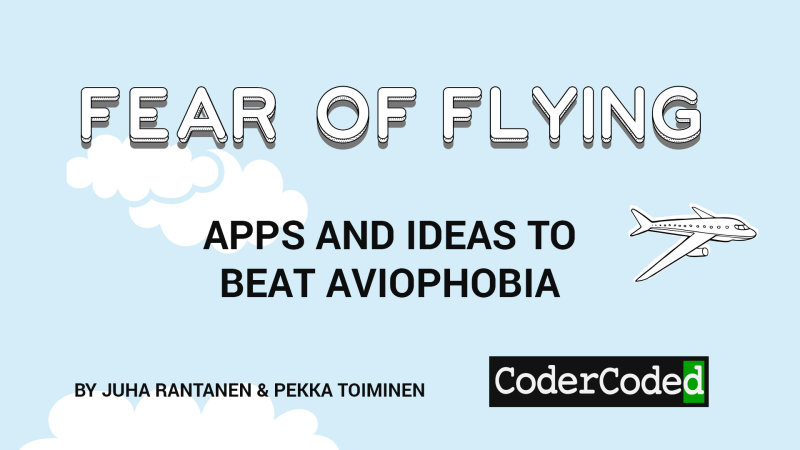 FEAR OF FLYING
APPS AND IDEAS TO
BEAT AVIOPHOBIA
BY JUHA RANTANEN & PEKKA TOIMINEN
CoderCoded